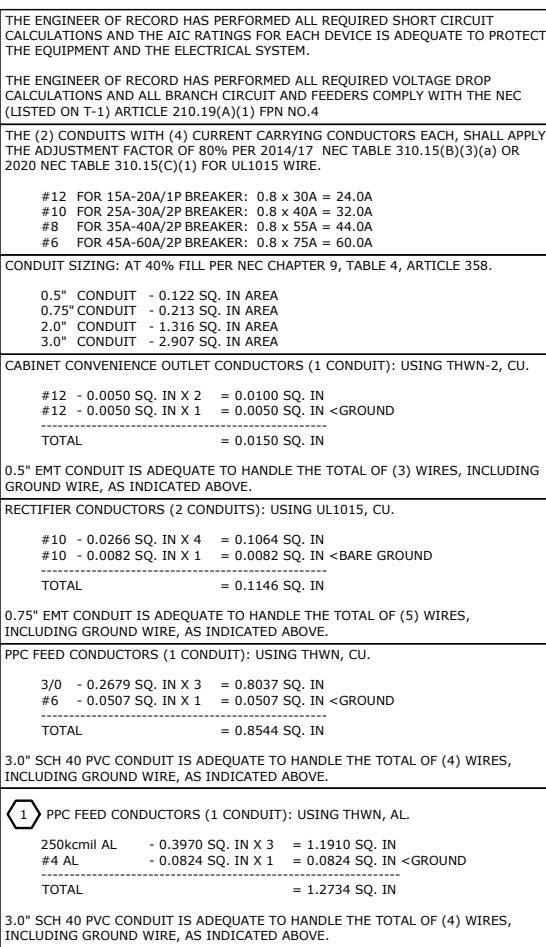 THE ENGINEER OF RECORD HAS PERFORMED ALL REQUIRED SHORT CIRCUIT
CALCULATIONS AND THE AIC RATINGS FOR EACH DEVICE IS ADEQUATE TO PROTECT
THE EQUIPMENT AND THE ELECTRICAL SYSTEM.
THE ENGINEER OF RECORD HAS PERFORMED ALL REQUIRED VOLTAGE DROP
CALCULATIONS AND ALL BRANCH CIRCUIT AND FEEDERS COMPLY WITH THE NEC
(LISTED ON T-1) ARTICLE 210.19(A)(1) FPN NO.4
THE (2) CONDUITS WITH (4) CURRENT CARRYING CONDUCTORS EACH, SHALL APPLY
THE ADJUSTMENT FACTOR OF 80% PER 2014/17 NEC TABLE 310.15(B)(3)(a) OR
2020 NEC TABLE 310.15(C)(1) FOR UL1015 WIRE.
#12 FOR 15A-20A/1P BREAKER: 0.8 x 30A = 24.0A
#10 FOR 25A-30A/2P BREAKER: 0.8 x 40A = 32.0A
#8 FOR 35A-40A/2P BREAKER: 0.8 x 55A = 44.0A
#6 FOR 45A-60A/2P BREAKER: 0.8 x 75A = 60.0A
CONDUIT SIZING: AT 40% FILL PER NEC CHAPTER 9, TABLE 4, ARTICLE 358.
0.5" CONDUIT - 0.122 SQ. IN AREA
0.75" CONDUIT - 0.213 SQ. IN AREA
2.0" CONDUIT - 1.316 SQ. IN AREA
3.0" CONDUIT - 2.907 SQ. IN AREA
CABINET CONVENIENCE OUTLET CONDUCTORS (1 CONDUIT): USING THWN-2, CU.
#12 - 0.0050 SQ. IN X 2 = 0.0100 SQ. IN
#12 - 0.0050 SQ. IN X 1 = 0.0050 SQ. IN <GROUND
---------------------------------------------------
TOTAL = 0.0150 SQ. IN
0.5" EMT CONDUIT IS ADEQUATE TO HANDLE THE TOTAL OF (3) WIRES, INCLUDING
GROUND WIRE, AS INDICATED ABOVE.
RECTIFIER CONDUCTORS (2 CONDUITS): USING UL1015, CU.
#10 - 0.0266 SQ. IN X 4 = 0.1064 SQ. IN
#10 - 0.0082 SQ. IN X 1 = 0.0082 SQ. IN <BARE GROUND
---------------------------------------------------
TOTAL = 0.1146 SQ. IN
0.75" EMT CONDUIT IS ADEQUATE TO HANDLE THE TOTAL OF (5) WIRES,
INCLUDING GROUND WIRE, AS INDICATED ABOVE.
PPC FEED CONDUCTORS (1 CONDUIT): USING THWN, CU.
3/0 - 0.2679 SQ. IN X 3 = 0.8037 SQ. IN
#6 - 0.0507 SQ. IN X 1 = 0.0507 SQ. IN <GROUND
---------------------------------------------------
TOTAL = 0.8544 SQ. IN
3.0" SCH 40 PVC CONDUIT IS ADEQUATE TO HANDLE THE TOTAL OF (4) WIRES,
INCLUDING GROUND WIRE, AS INDICATED ABOVE.
1 PPC FEED CONDUCTORS (1 CONDUIT): USING THWN, AL.
250kcmil AL - 0.3970 SQ. IN X 3 = 1.1910 SQ. IN
#4 AL - 0.0824 SQ. IN X 1 = 0.0824 SQ. IN <GROUND
----------------------------------------------------------------
TOTAL = 1.2734 SQ. IN
3.0" SCH 40 PVC CONDUIT IS ADEQUATE TO HANDLE THE TOTAL OF (4) WIRES,
INCLUDING GROUND WIRE, AS INDICATED ABOVE.